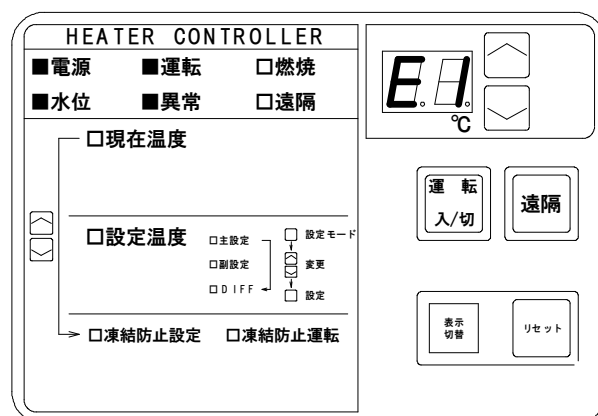 HEATER CONTROLLER
■電源 ■運転 □燃焼
■水位 ■異常 □遠隔
E.1.
℃
□現在温度
運転
入/切
遠隔
□設定温度
□主設定
□副設定
□DIFF
設定モード
変更
設定
□凍結防止設定 □凍結防止運転
表示
切替
リセット